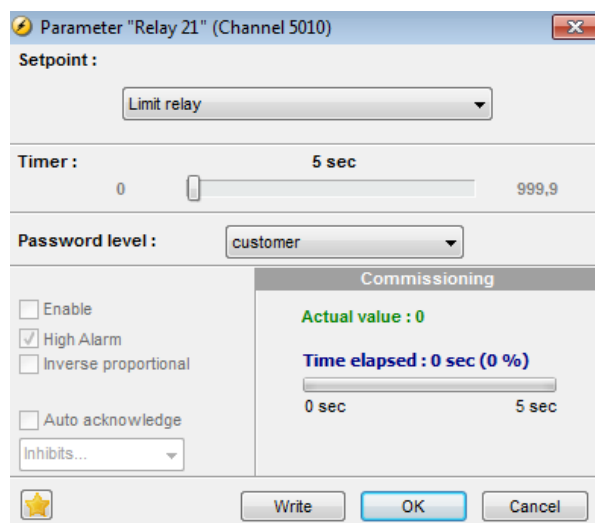 Parameter "Relay 21" (Channel 5010)
Setpoint :
Limit relay
Timer : 5 sec
0 999,9
Password level : customer
Commissioning
Enable
High Alarm
Inverse proportional
Auto acknowledge
Inhibits...
Actual value : 0
Time elapsed : 0 sec (0 %)
0 sec 5 sec
Write OK Cancel